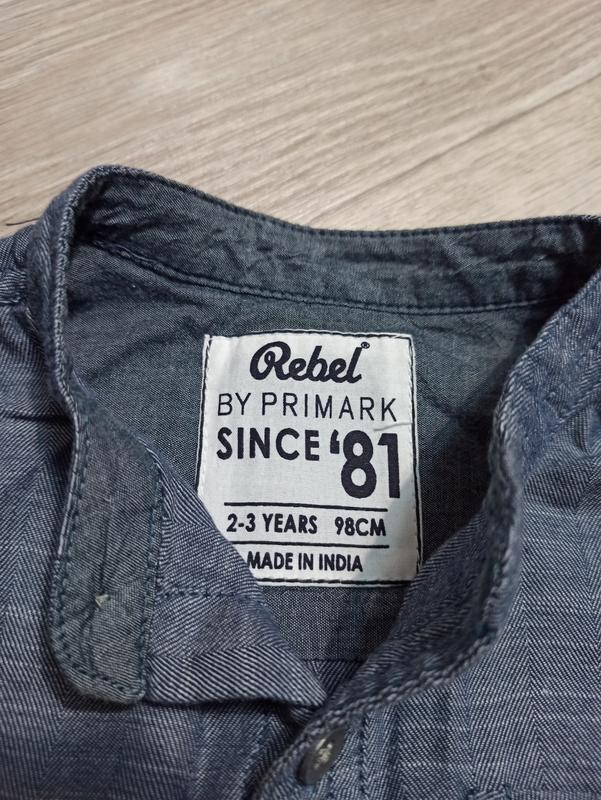 Rebel®
BY PRIMARK
SINCE '81
2-3 YEARS 98CM
MADE IN INDIA